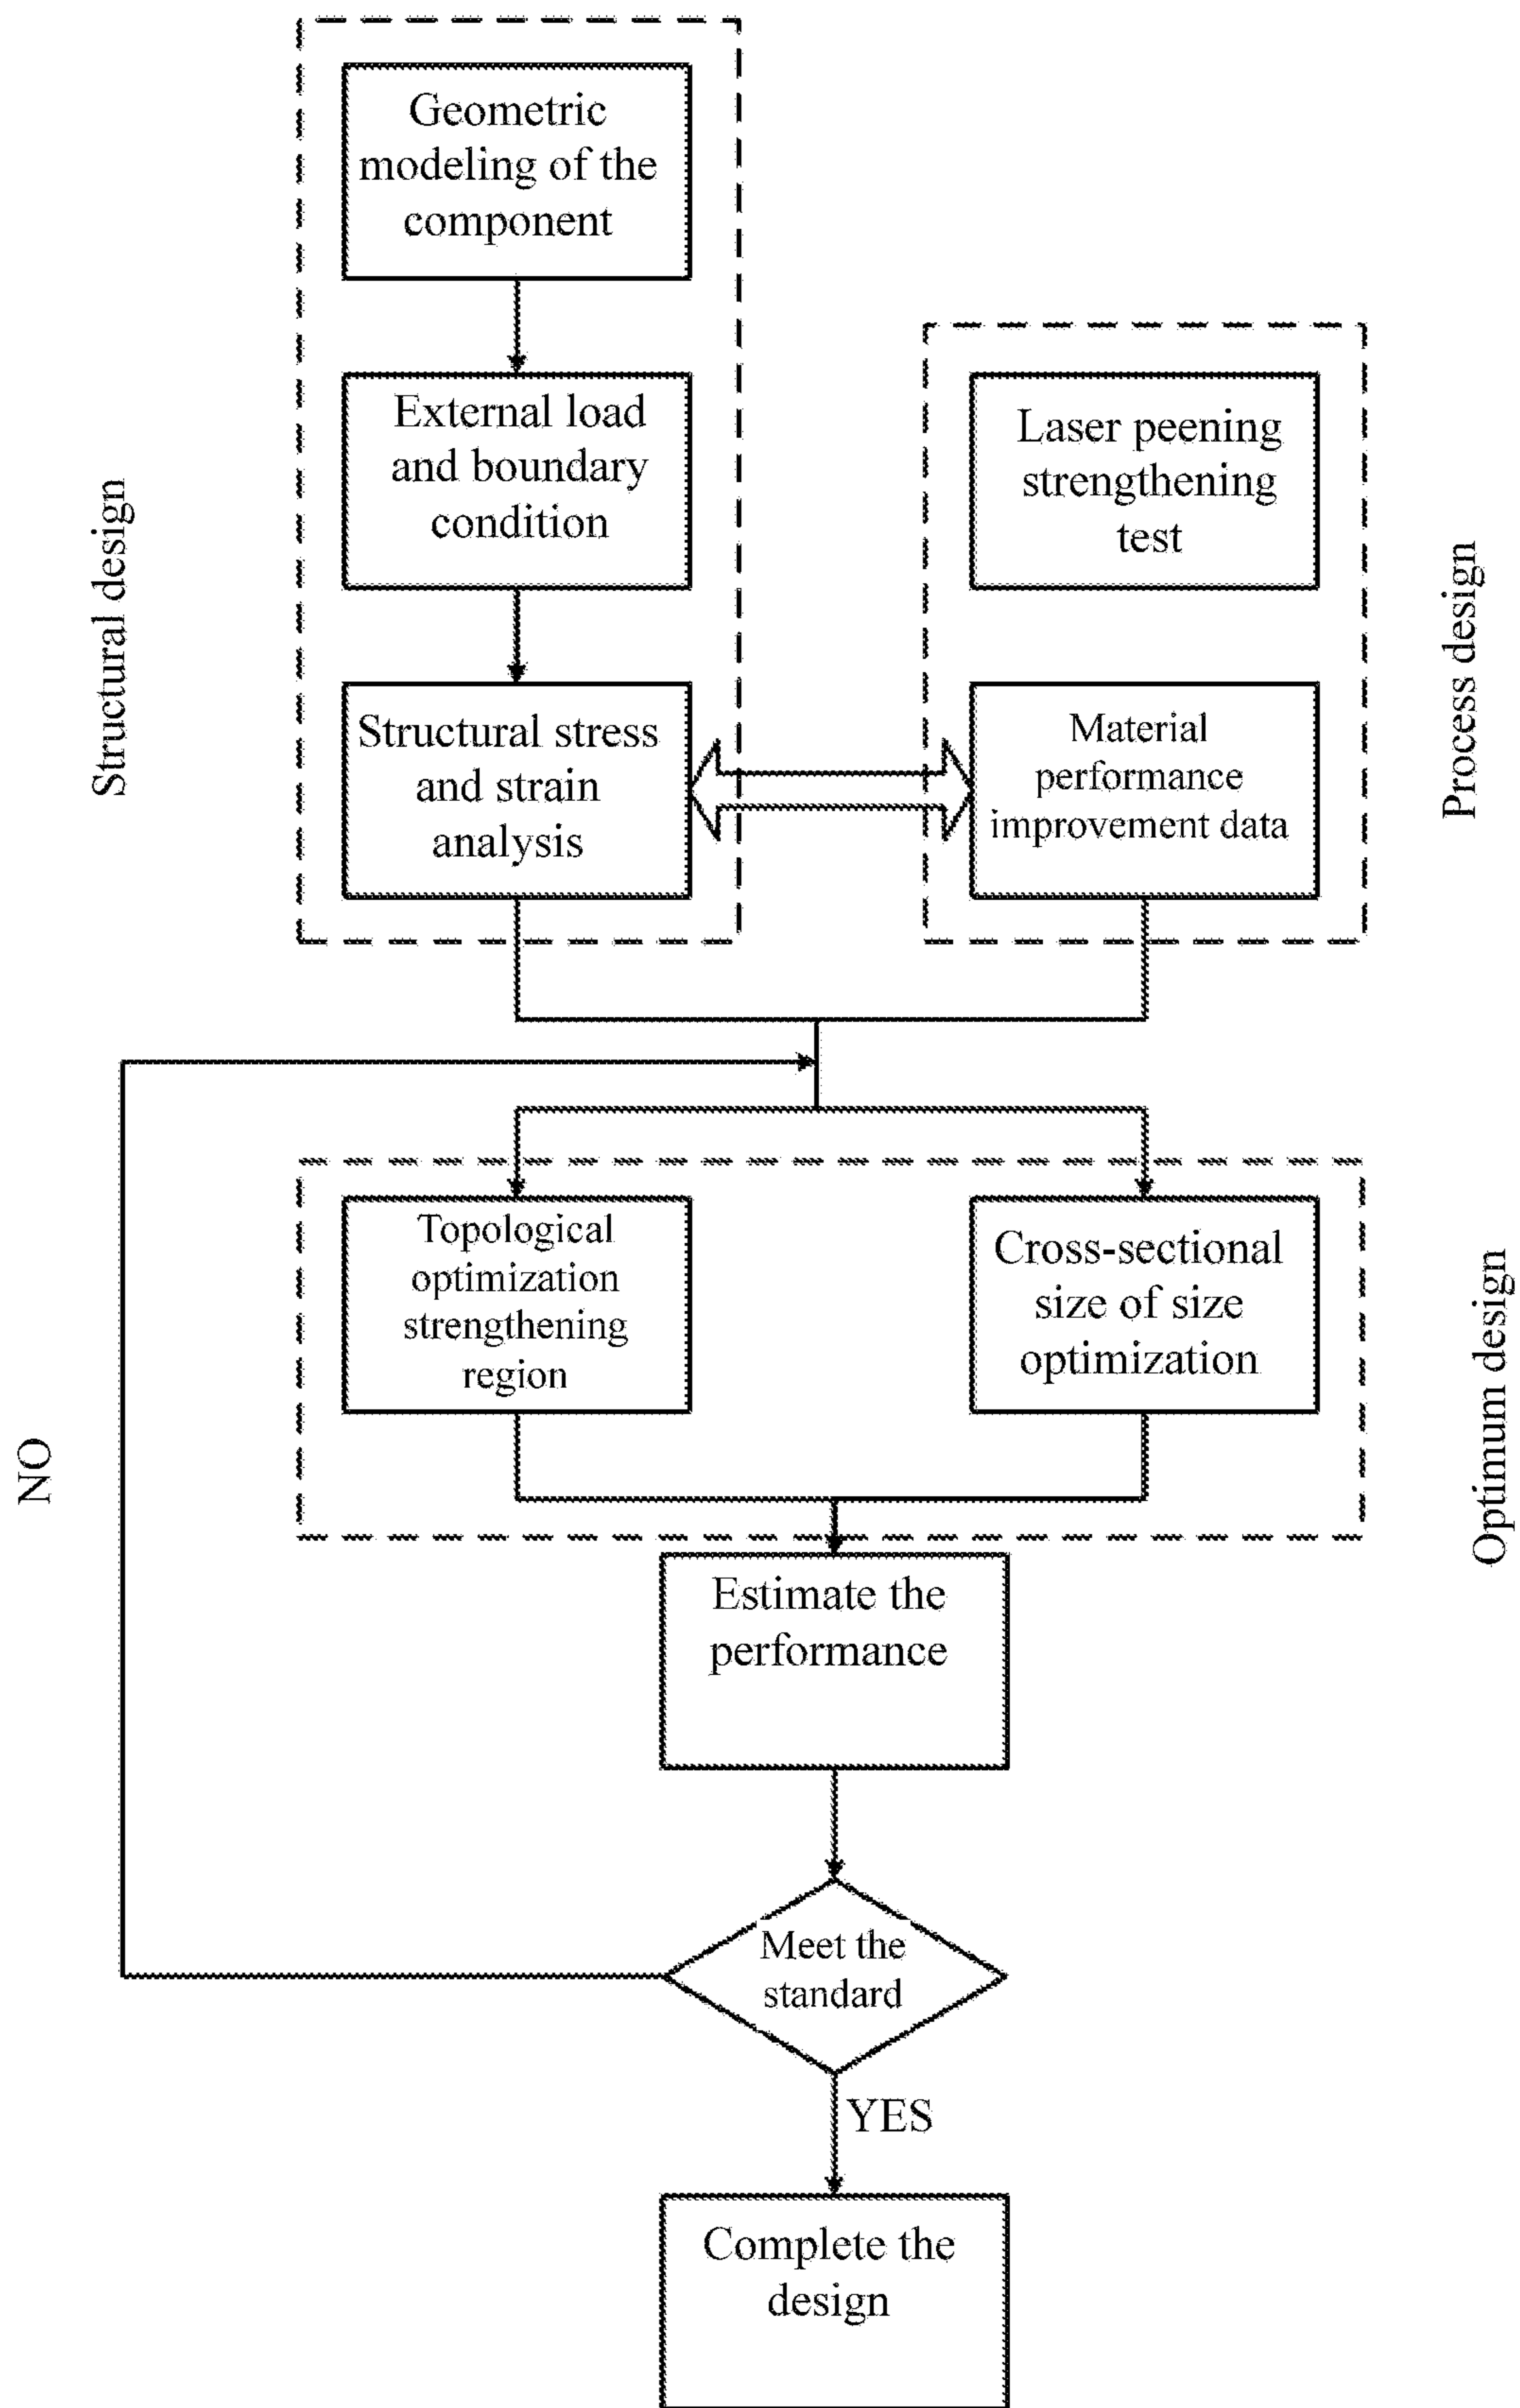 Structural design
Geometric
modeling of the
component
External load
and boundary
condition
Structural stress
and strain
analysis
Laser peening
strengthening
test
Material
performance
improvement data
Process design
Topological
optimization
strengthening
region
Cross-sectional
size of size
optimization
Optimum design
NO
Estimate the
performance
Meet the
standard
YES
Complete the
design